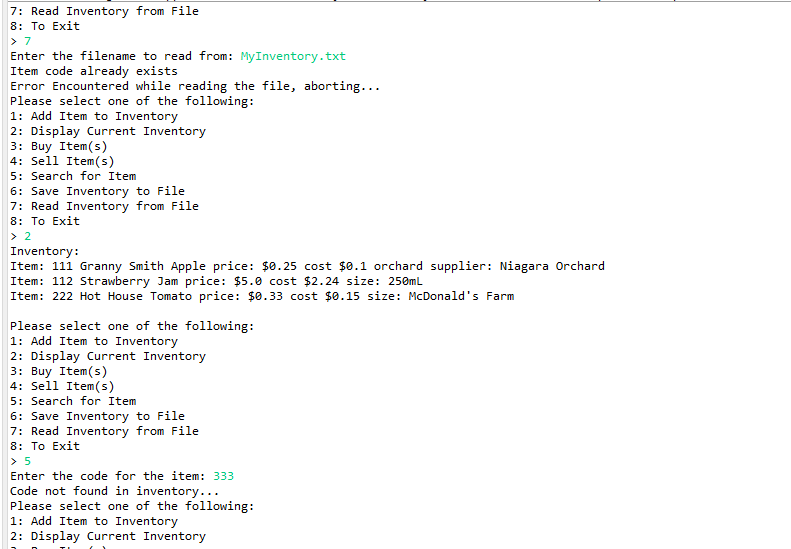 7: Read Inventory from File
8: To Exit
> 7
Enter the filename to read from: MyInventory.txt
Item code already exists
Error Encountered while reading the file, aborting...
Please select one of the following:
1: Add Item to Inventory
2: Display Current Inventory
3: Buy Item(s)
4: Sell Item(s)
5: Search for Item
6: Save Inventory to File
7: Read Inventory from File
8: To Exit
> 2
Inventory:
Item: 111 Granny Smith Apple price: $0.25 cost $0.1 orchard supplier: Niagara Orchard
Item: 112 Strawberry Jam price: $5.0 cost $2.24 size: 250mL
Item: 222 Hot House Tomato price: $0.33 cost $0.15 size: McDonald's Farm
Please select one of the following:
1: Add Item to Inventory
2: Display Current Inventory
3: Buy Item(s)
4: Sell Item(s)
5: Search for Item
6: Save Inventory to File
7: Read Inventory from File
8: To Exit
> 5
Enter the code for the item: 333
Code not found in inventory...
Please select one of the following:
1: Add Item to Inventory
2: Display Current Inventory